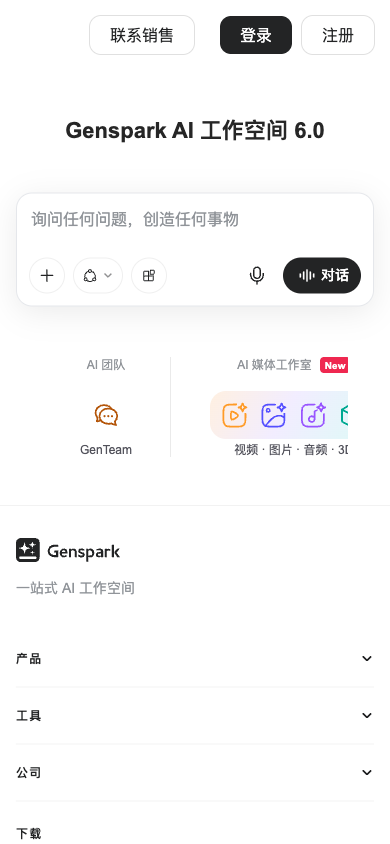 联系销售
登录
注册
Genspark AI 工作空间 6.0
询问任何问题，创造任何事物
对话
AI 团队
AI 媒体工作室
New
GenTeam
视频 · 图片 · 音频 · 3D
Genspark
一站式 AI 工作空间
产品
工具
公司
下载